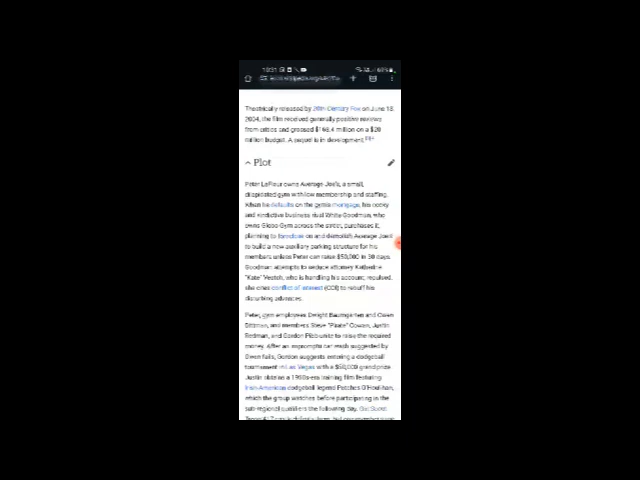 Theatrically released by 20th Century Fox on June 18,
2004, the film received generally positive reviews
from critics and grossed $168.4 million on a $20
million budget. A sequel is in development.
Plot
Peter LaFleur owns Average Joe's, a small,
dilapidated gym with low membership and staffing.
When he defaults on the gym's mortgage, his cocky
and vindictive business rival White Goodman, who
owns Globo Gym across the street, purchases it,
planning to foreclose on and demolish Average Joe's
to build a new auxiliary parking structure for his
members unless Peter can raise $50,000 in 30 days.
Goodman attempts to seduce attorney Katherine
"Kate" Veatch, who is handling his account; repulsed,
she cites conflict of interest (COI) to rebuff his
disturbing advances.
Peter, gym employees Dwight Baumgarten and Owen
Dittman, and members Steve "Pirate" Cowan, Justin
Redman, and Gordon Pibb unite to raise the required
money. After an impromptu car wash suggested by
Owen fails, Gordon suggests entering a dodgeball
tournament in Las Vegas with a $50,000 grand prize.
Justin obtains a 1950s-era training film featuring
Irish-American dodgeball legend Patches O'Houlihan,
which the group watches before participating in the
sub-regional qualifiers the following day. Girl Scout